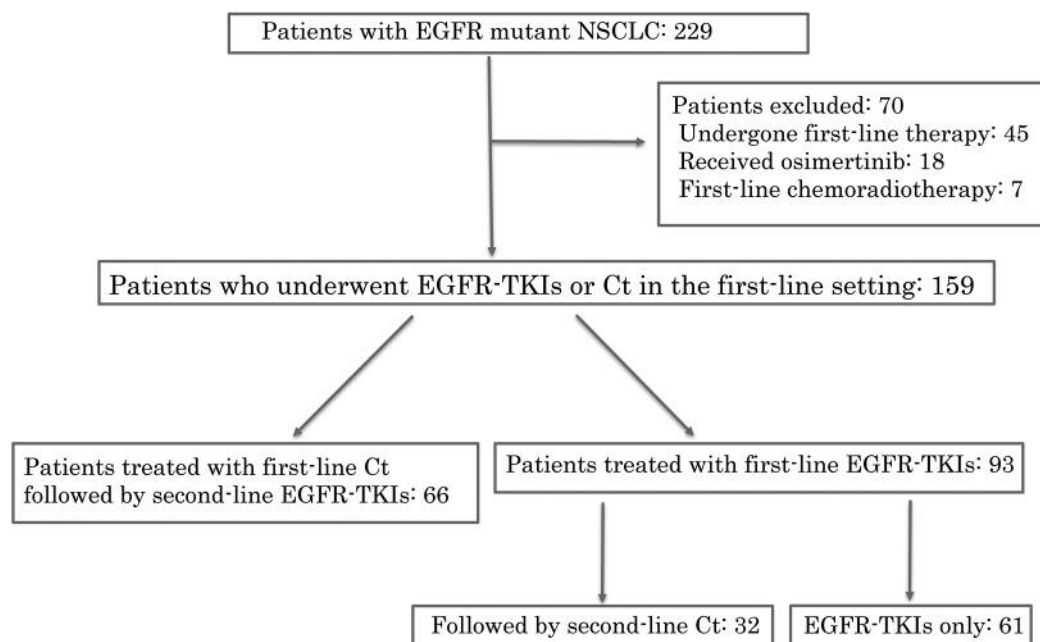 Patients with EGFR mutant NSCLC: 229
Patients excluded: 70
Undergone first-line therapy: 45
Received osimertinib: 18
First-line chemoradiotherapy: 7
Patients who underwent EGFR-TKIs or Ct in the first-line setting: 159
Patients treated with first-line Ct
followed by second-line EGFR-TKIs: 66
Patients treated with first-line EGFR-TKIs: 93
Followed by second-line Ct: 32
EGFR-TKIs only: 61